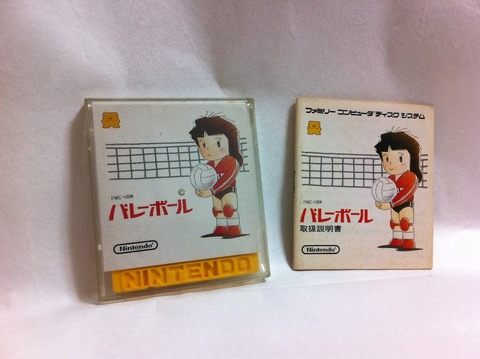 FMC-VBW
©
バレーボール
Nintendo
NINTENDO
ファミリー コンピュータ ディスク システム
FMC-VBW
バレーボール
取扱説明書
Nintendo